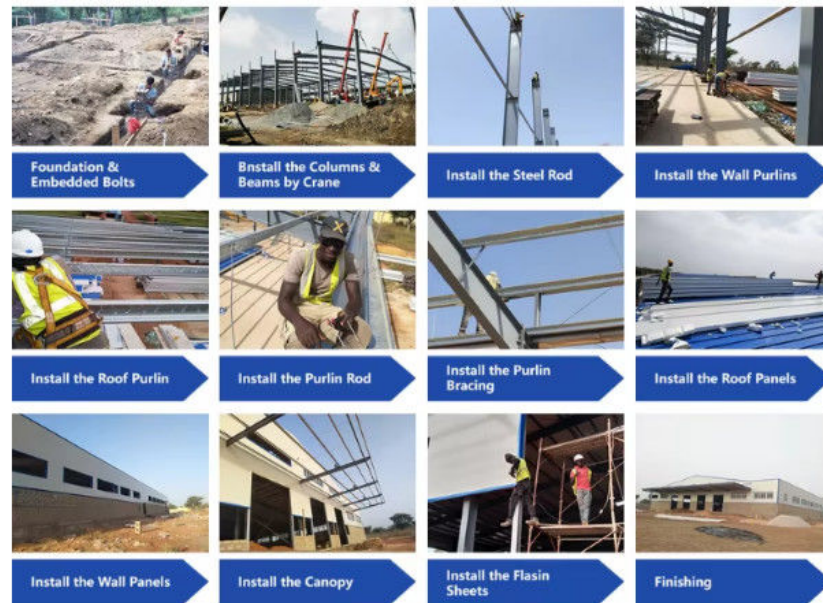 Foundation &
Embedded Bolts
Bnstall the Columns &
Beams by Crane
Install the Steel Rod
Install the Wall Purlins
Install the Roof Purlin
Install the Purlin Rod
Install the Purlin
Bracing
Install the Roof Panels
Install the Wall Panels
Install the Canopy
Install the Flasin
Sheets
Finishing